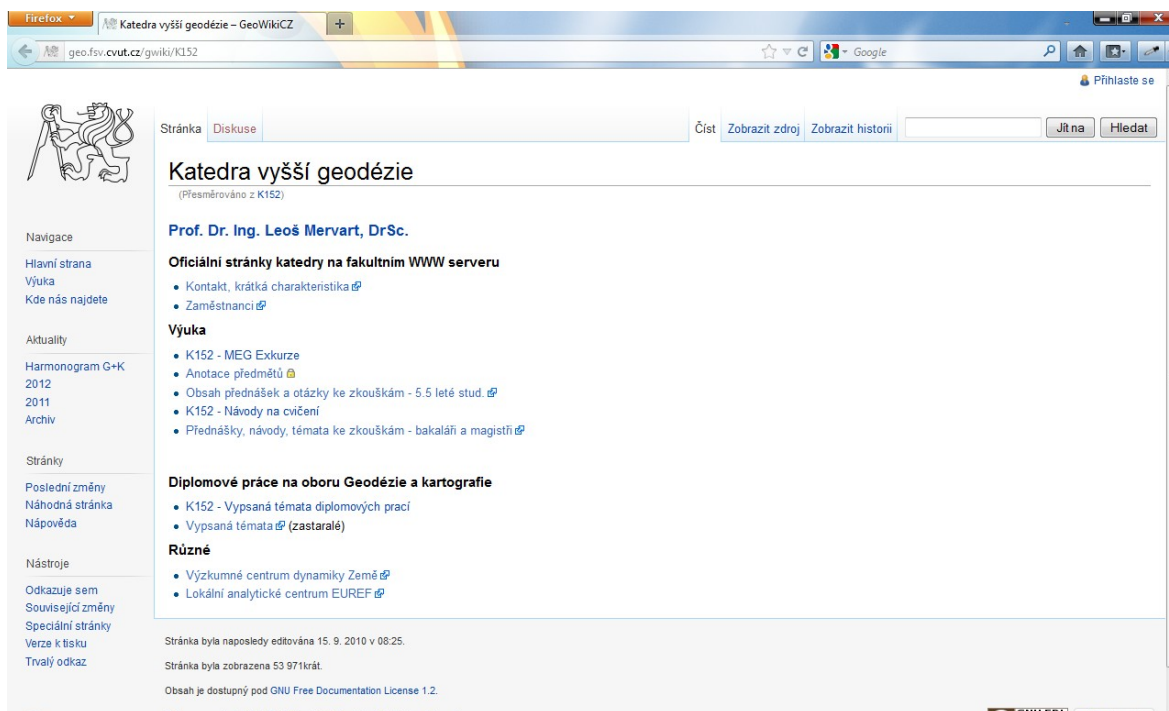 Firefox
Katedra vyšší geodézie – GeoWikiCZ
geo.fsv.cvut.cz/gwiki/K152
Google
Přihlaste se
Stránka Diskuse Číst Zobrazit zdroj Zobrazit historii Jít na Hledat
Katedra vyšší geodézie
(Přesměrováno z K152)
Prof. Dr. Ing. Leoš Mervart, DrSc.
Oficiální stránky katedry na fakultním WWW serveru
Kontakt, krátká charakteristika
Zaměstnanci
Výuka
K152 - MEG Exkurze
Anotace předmětů
Obsah přednášek a otázky ke zkouškám - 5.5 leté stud.
K152 - Návody na cvičení
Přednášky, návody, témata ke zkouškám - bakaláři a magistři
Diplomové práce na oboru Geodézie a kartografie
K152 - Vypsaná témata diplomových prací
Vypsaná témata (zastaralé)
Různé
Výzkumné centrum dynamiky Země
Lokální analytické centrum EUREF
Navigace
Hlavní strana
Výuka
Kde nás najdete
Aktuality
Harmonogram G+K
2012
2011
Archiv
Stránky
Poslední změny
Náhodná stránka
Nápověda
Nástroje
Odkazuje sem
Související změny
Speciální stránky
Verze k tisku
Trvalý odkaz
Stránka byla naposledy editována 15. 9. 2010 v 08:25.
Stránka byla zobrazena 53 971krát.
Obsah je dostupný pod GNU Free Documentation License 1.2.